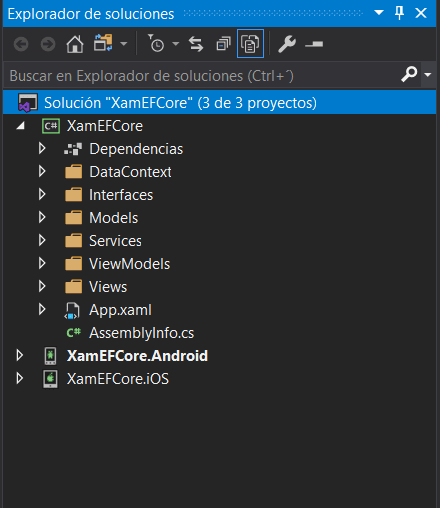 Explorador de soluciones
Buscar en Explorador de soluciones (Ctrl+´)
Solución "XamEFCore" (3 de 3 proyectos)
C# XamEFCore
Dependencias
DataContext
Interfaces
Models
Services
ViewModels
Views
App.xaml
C# AssemblyInfo.cs
XamEFCore.Android
XamEFCore.iOS